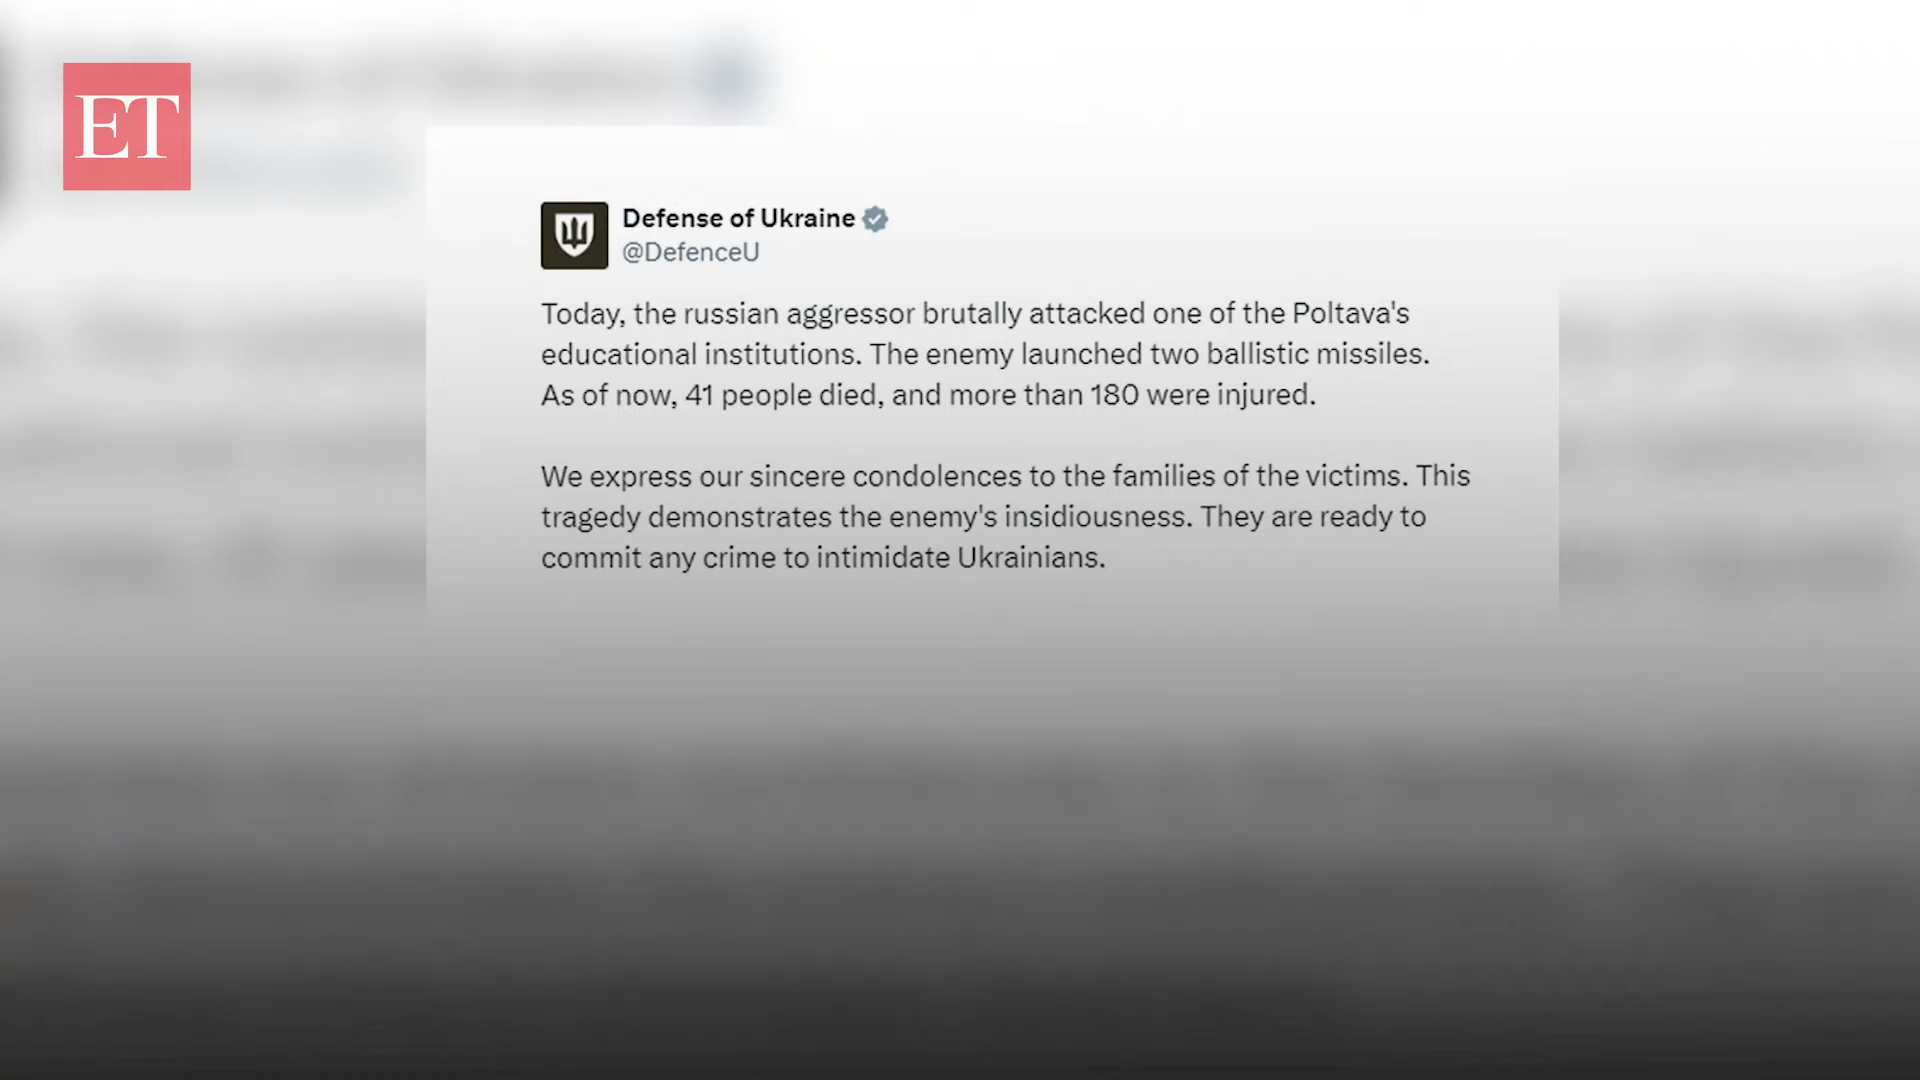 ET
Defense of Ukraine
@DefenceU
Today, the russian aggressor brutally attacked one of the Poltava's
educational institutions. The enemy launched two ballistic missiles.
As of now, 41 people died, and more than 180 were injured.
We express our sincere condolences to the families of the victims. This
tragedy demonstrates the enemy's insidiousness. They are ready to
commit any crime to intimidate Ukrainians.